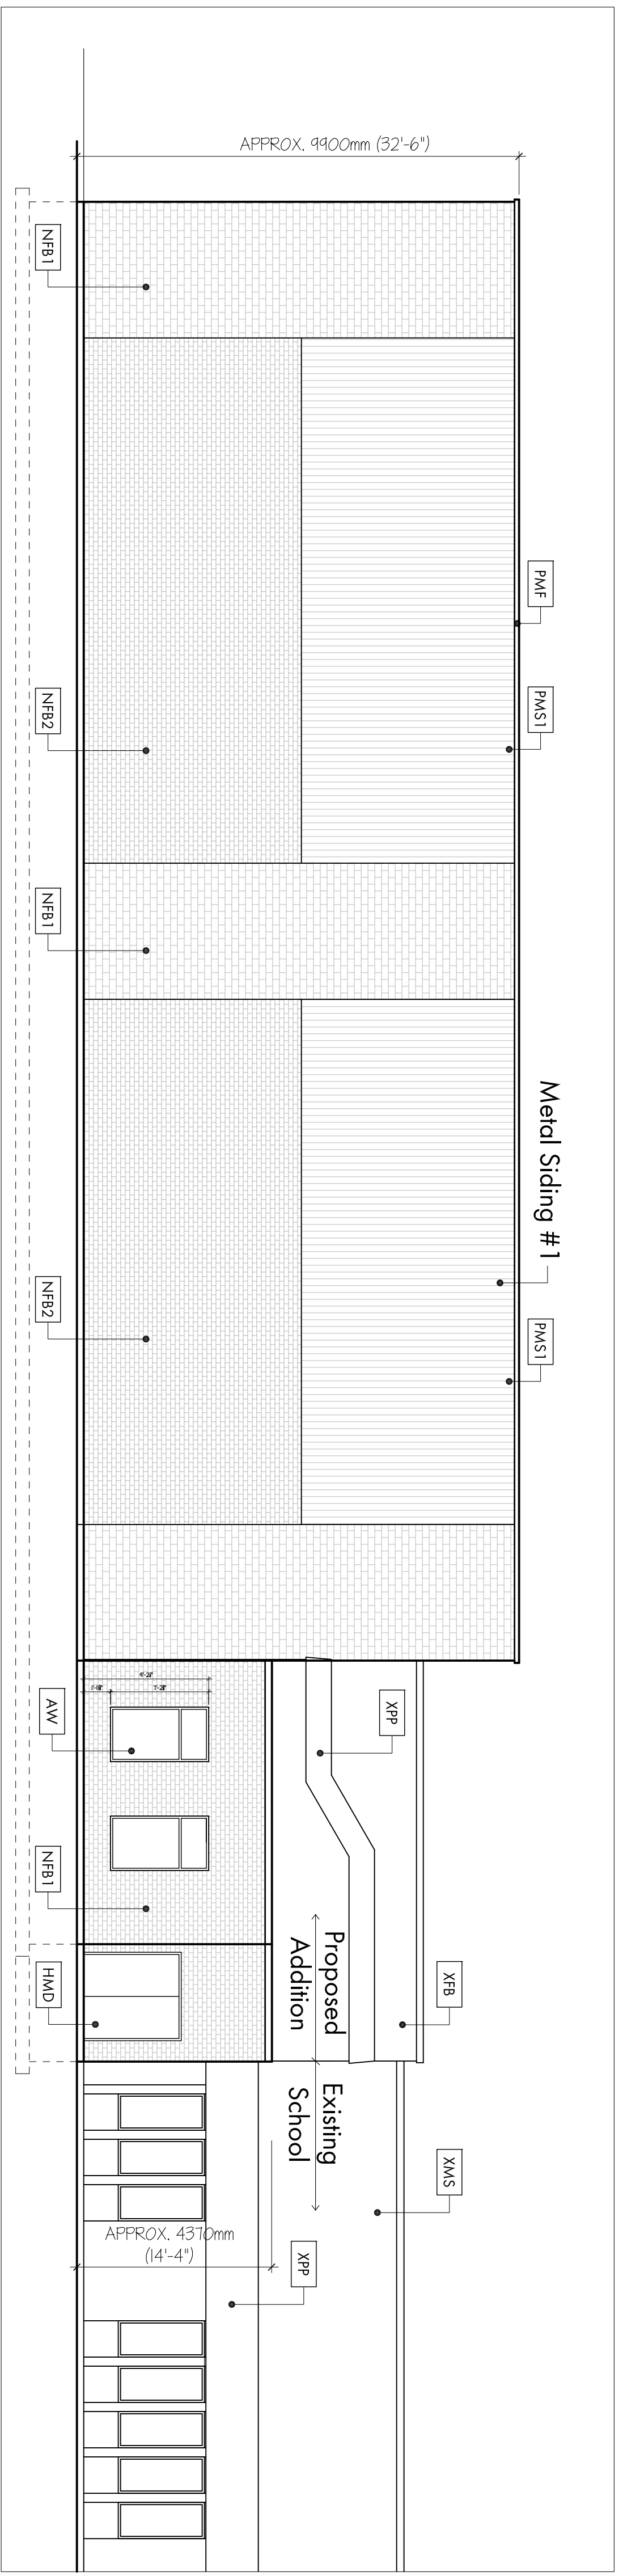 APPROX. 9900mm (32'-6")
NFB1
PMF
PMS1
NFB2
NFB1
Metal Siding #1
PMS1
NFB2
XPP
AW
NFB1
Proposed
Addition
XFB
HMD
Existing
School
XMS
APPROX. 4370mm
(14'-4")
XPP